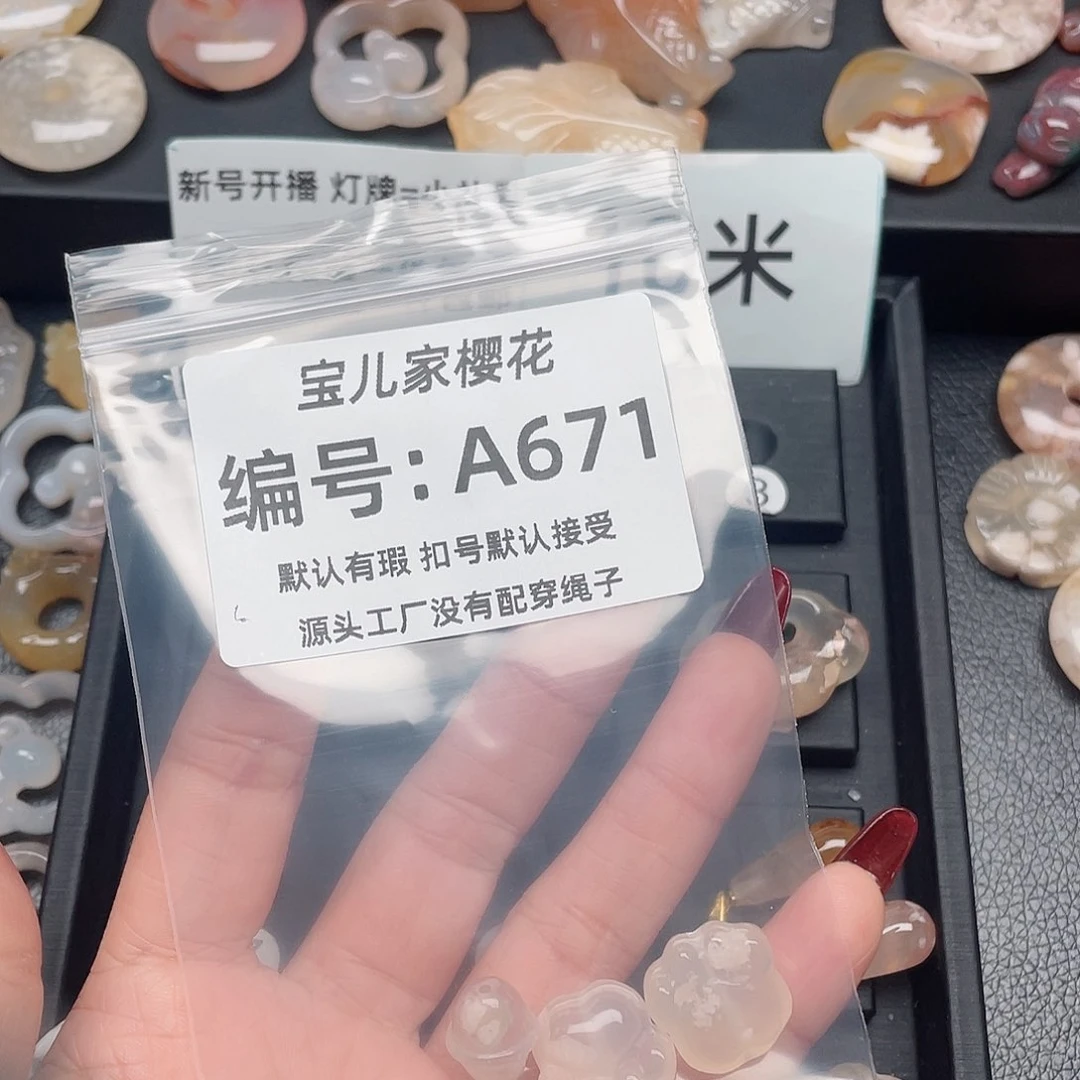 新号开播 灯牌
米
宝儿家樱花
编号：A671
默认有瑕 扣号默认接受
源头工厂没有配穿绳子